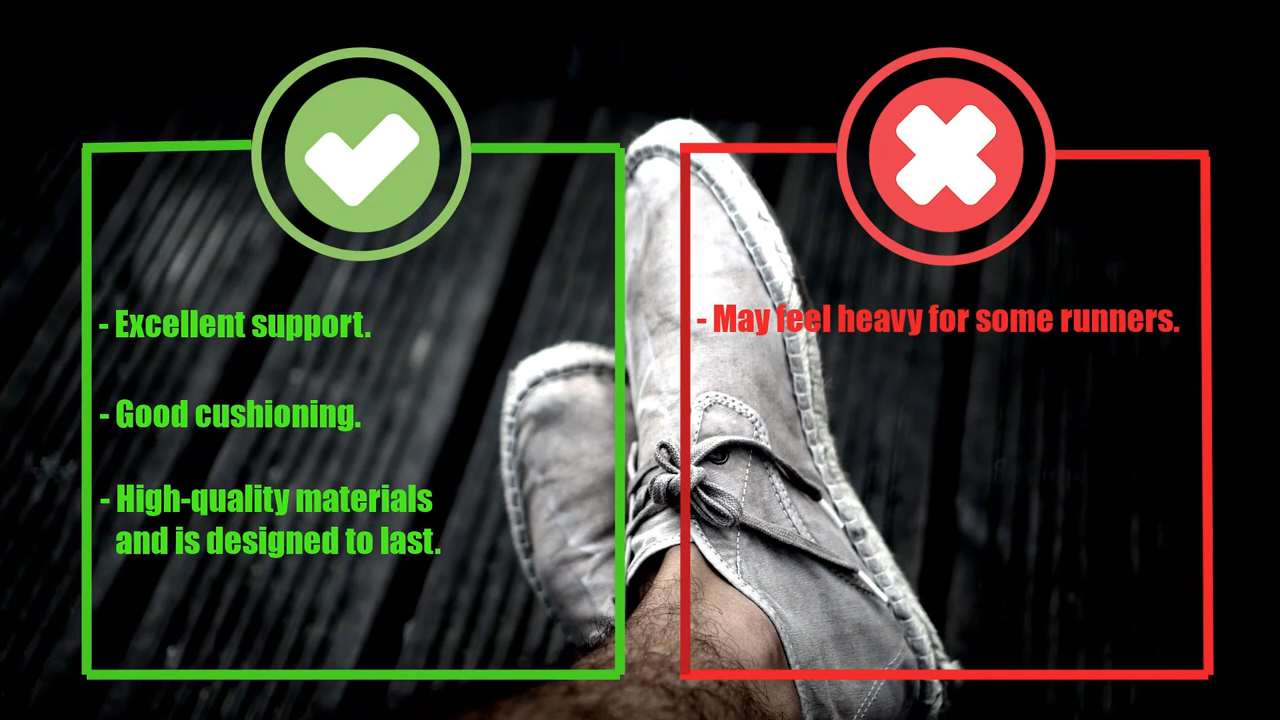 - Excellent support.
- Good cushioning.
- High-quality materials
and is designed to last.
- May feel heavy for some runners.